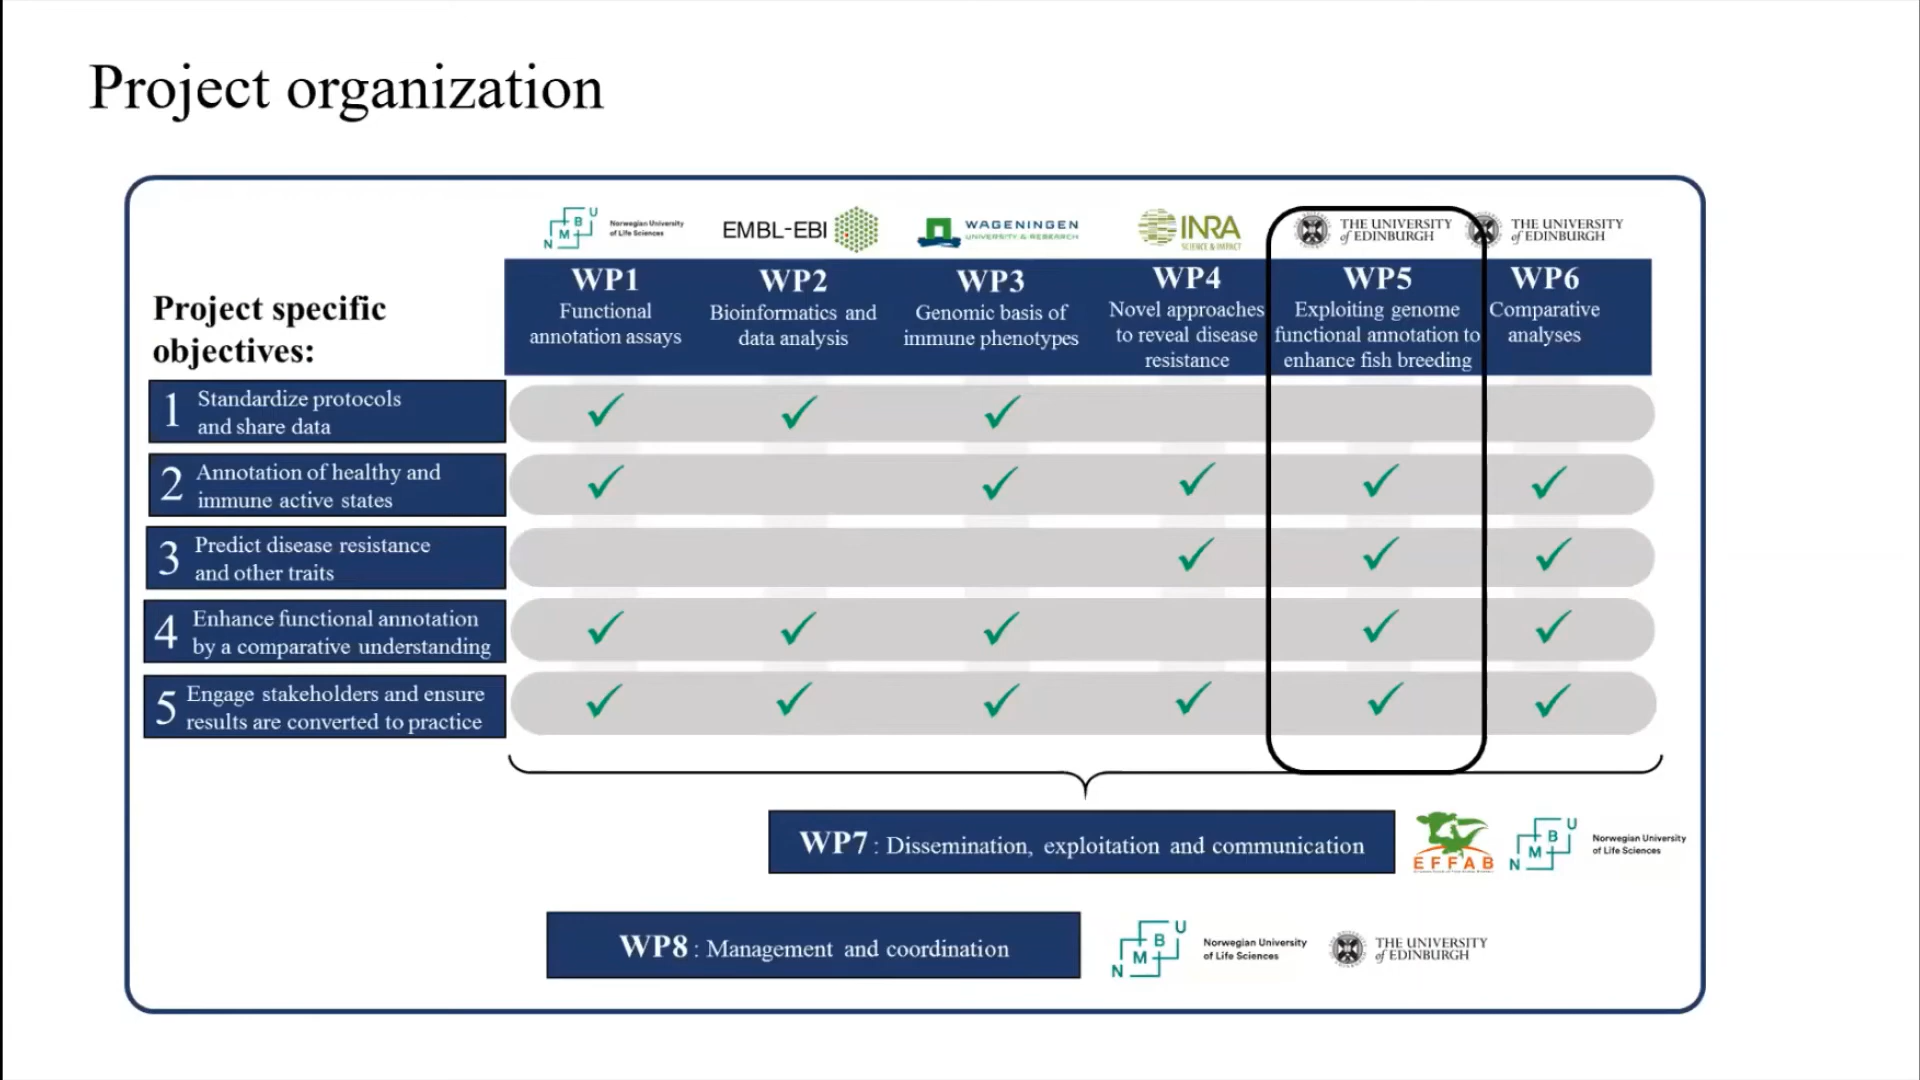 Project organization
N M B U Norwegian University
of Life Sciences
EMBL-EBI
WAGENINGEN
UNIVERSITY & RESEARCH
INRA
SCIENCE & IMPACT
THE UNIVERSITY
of EDINBURGH
THE UNIVERSITY
of EDINBURGH
Project specific
objectives:
WP1
Functional
annotation assays
WP2
Bioinformatics and
data analysis
WP3
Genomic basis of
immune phenotypes
WP4
Novel approaches
to reveal disease
resistance
WP5
Exploiting genome
functional annotation to
enhance fish breeding
WP6
Comparative
analyses
1 Standardize protocols
and share data
2 Annotation of healthy and
immune active states
3 Predict disease resistance
and other traits
4 Enhance functional annotation
by a comparative understanding
5 Engage stakeholders and ensure
results are converted to practice
WP7 : Dissemination, exploitation and communication
EFFAB
N M B U Norwegian University
of Life Sciences
WP8 : Management and coordination
N M B U Norwegian University
of Life Sciences
THE UNIVERSITY
of EDINBURGH